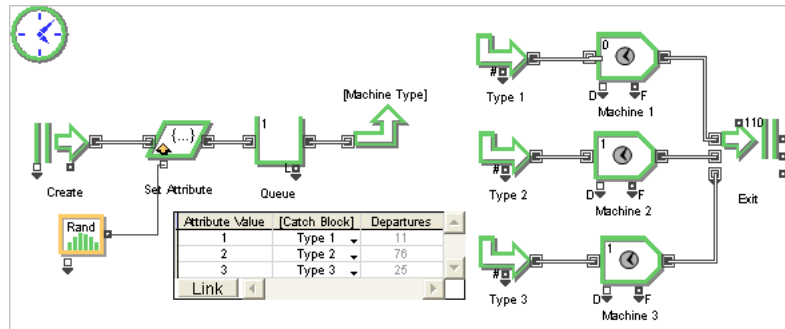 [Machine Type]
{...}
1
L
Create
Set Attribute
Queue
Rand
Attribute Value [Catch Block] Departures
1 Type 1 11
2 Type 2 76
3 Type 3 25
Link
#
Type 1
0
D F
Machine 1
#
Type 2
1
D F
Machine 2
#
Type 3
1
D F
Machine 3
110
Exit